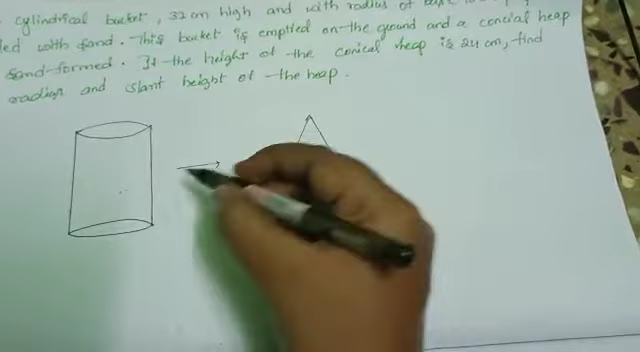 cylindrical bucket, 32 cm high and with radius of base
led with sand. This bucket is emptied on the ground and a conical heap
sand formed. If the height of the conical heap is 24 cm, find
radius and slant height of the heap.